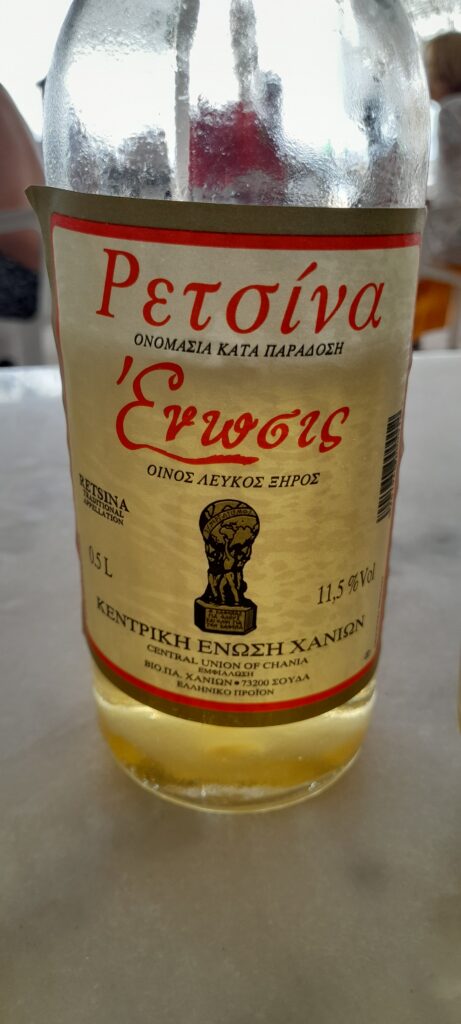 Ρετσίνα
ΟΝΟΜΑΣΙΑ ΚΑΤΑ ΠΑΡΑΔΟΣΗ
Ένωσις
ΟΙΝΟΣ ΛΕΥΚΟΣ ΞΗΡΟΣ
RETSINA
TRADITIONAL
APPELLATION
0.5 L
11,5 %Vol
ΚΕΝΤΡΙΚΗ ΕΝΩΣΗ ΧΑΝΙΩΝ
CENTRAL UNION OF CHANIA
ΕΜΦΙΑΛΩΣΗ
ΒΙΟ.ΠΑ. ΧΑΝΙΩΝ • 73200 ΣΟΥΔΑ
ΕΛΛΗΝΙΚΟ ΠΡΟΪΟΝ